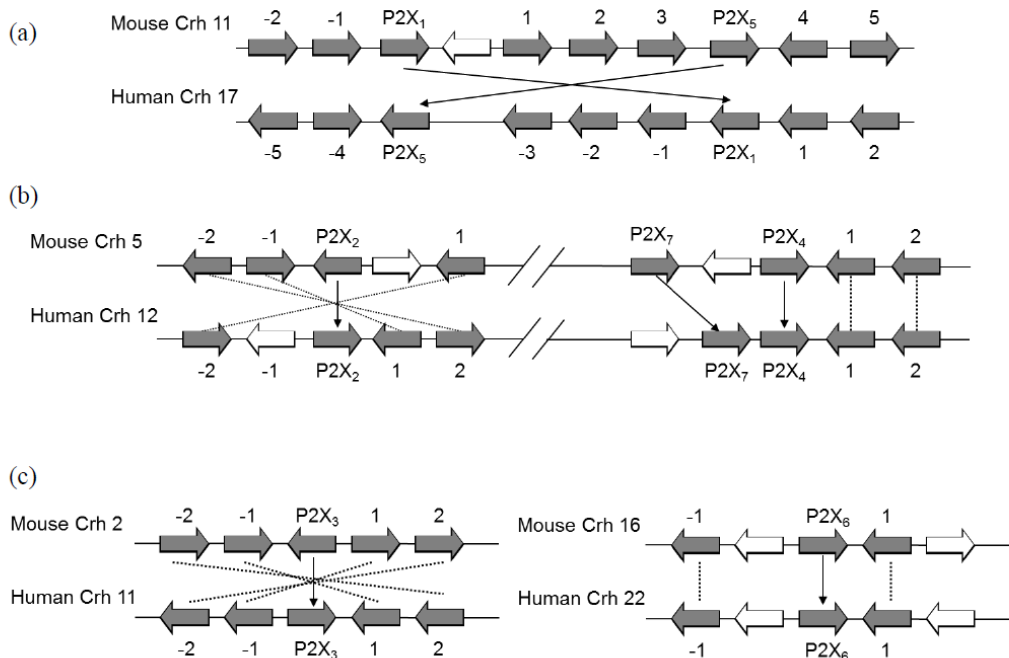 (a)
Mouse Crh 11
-2 -1 P2X₁ 1 2 3 P2X₅ 4 5
Human Crh 17
-5 -4 P2X₅ -3 -2 -1 P2X₁ 1 2
(b)
Mouse Crh 5
-2 -1 P2X₂ 1 P2X₇ P2X₄ 1 2
Human Crh 12
-2 -1 P2X₂ 1 2 P2X₇ P2X₄ 1 2
(c)
Mouse Crh 2
-2 -1 P2X₃ 1 2
Human Crh 11
-2 -1 P2X₃ 1 2
Mouse Crh 16
-1 P2X₆ 1
Human Crh 22
-1 P2X₆ 1